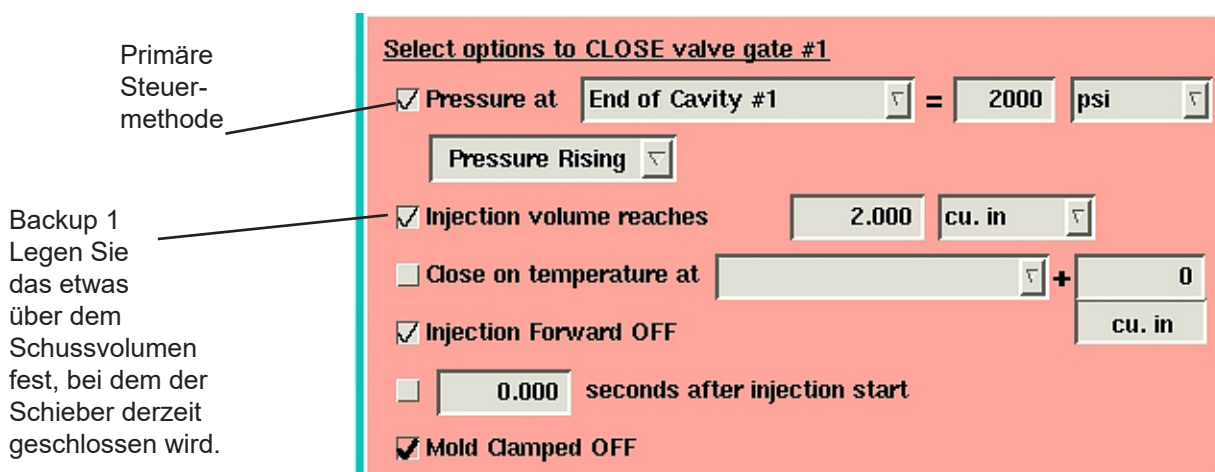 Primäre
Steuer-
methode
Backup 1
Legen Sie
das etwas
über dem
Schussvolumen
fest, bei dem der
Schieber derzeit
geschlossen wird.
Select options to CLOSE valve gate #1
Pressure at End of Cavity #1 = 2000 psi
Pressure Rising
Injection volume reaches 2.000 cu. in
Close on temperature at + 0
cu. in
Injection Forward OFF
0.000 seconds after injection start
Mold Clamped OFF